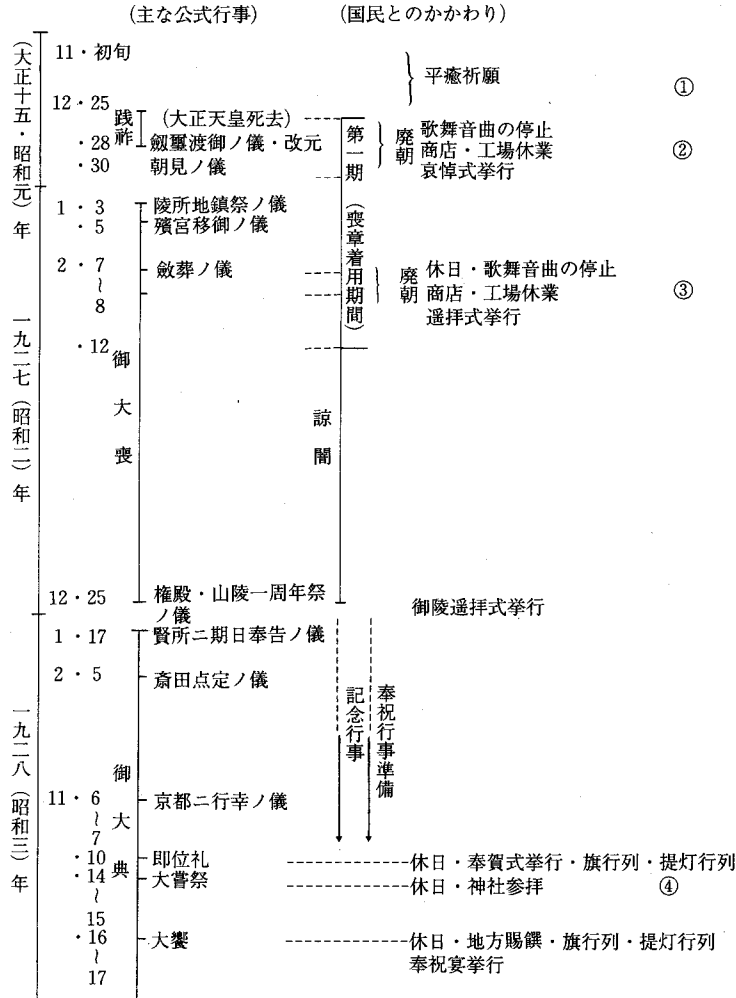 (主な公式行事) (国民とのかかわり)
(大正十五・昭和元)年
11・初旬
平癒祈願 ①
12・25 (大正天皇死去)
践祚
・28 劔璽渡御ノ儀・改元
・30 朝見ノ儀
第一期(喪章着用期間)
廃朝
歌舞音曲の停止
商店・工場休業 ②
哀悼式挙行
一九二七(昭和二)年
1・3 陵所地鎮祭ノ儀
・5 殯宮移御ノ儀
2・7 斂葬ノ儀
~
8
廃朝
休日・歌舞音曲の停止
商店・工場休業 ③
遥拝式挙行
・12
御大喪
諒闇
12・25 権殿・山陵一周年祭
ノ儀
御陵遥拝式挙行
一九二八(昭和三)年
1・17 賢所ニ期日奉告ノ儀
2・5 斎田点定ノ儀
記念行事
奉祝行事準備
御大典
11・6 京都ニ行幸ノ儀
~
7
・10 即位礼 休日・奉賀式挙行・旗行列・提灯行列
・14 大嘗祭 休日・神社参拝 ④
~
15
・16 大饗 休日・地方賜饌・旗行列・提灯行列
~ 奉祝宴挙行
17